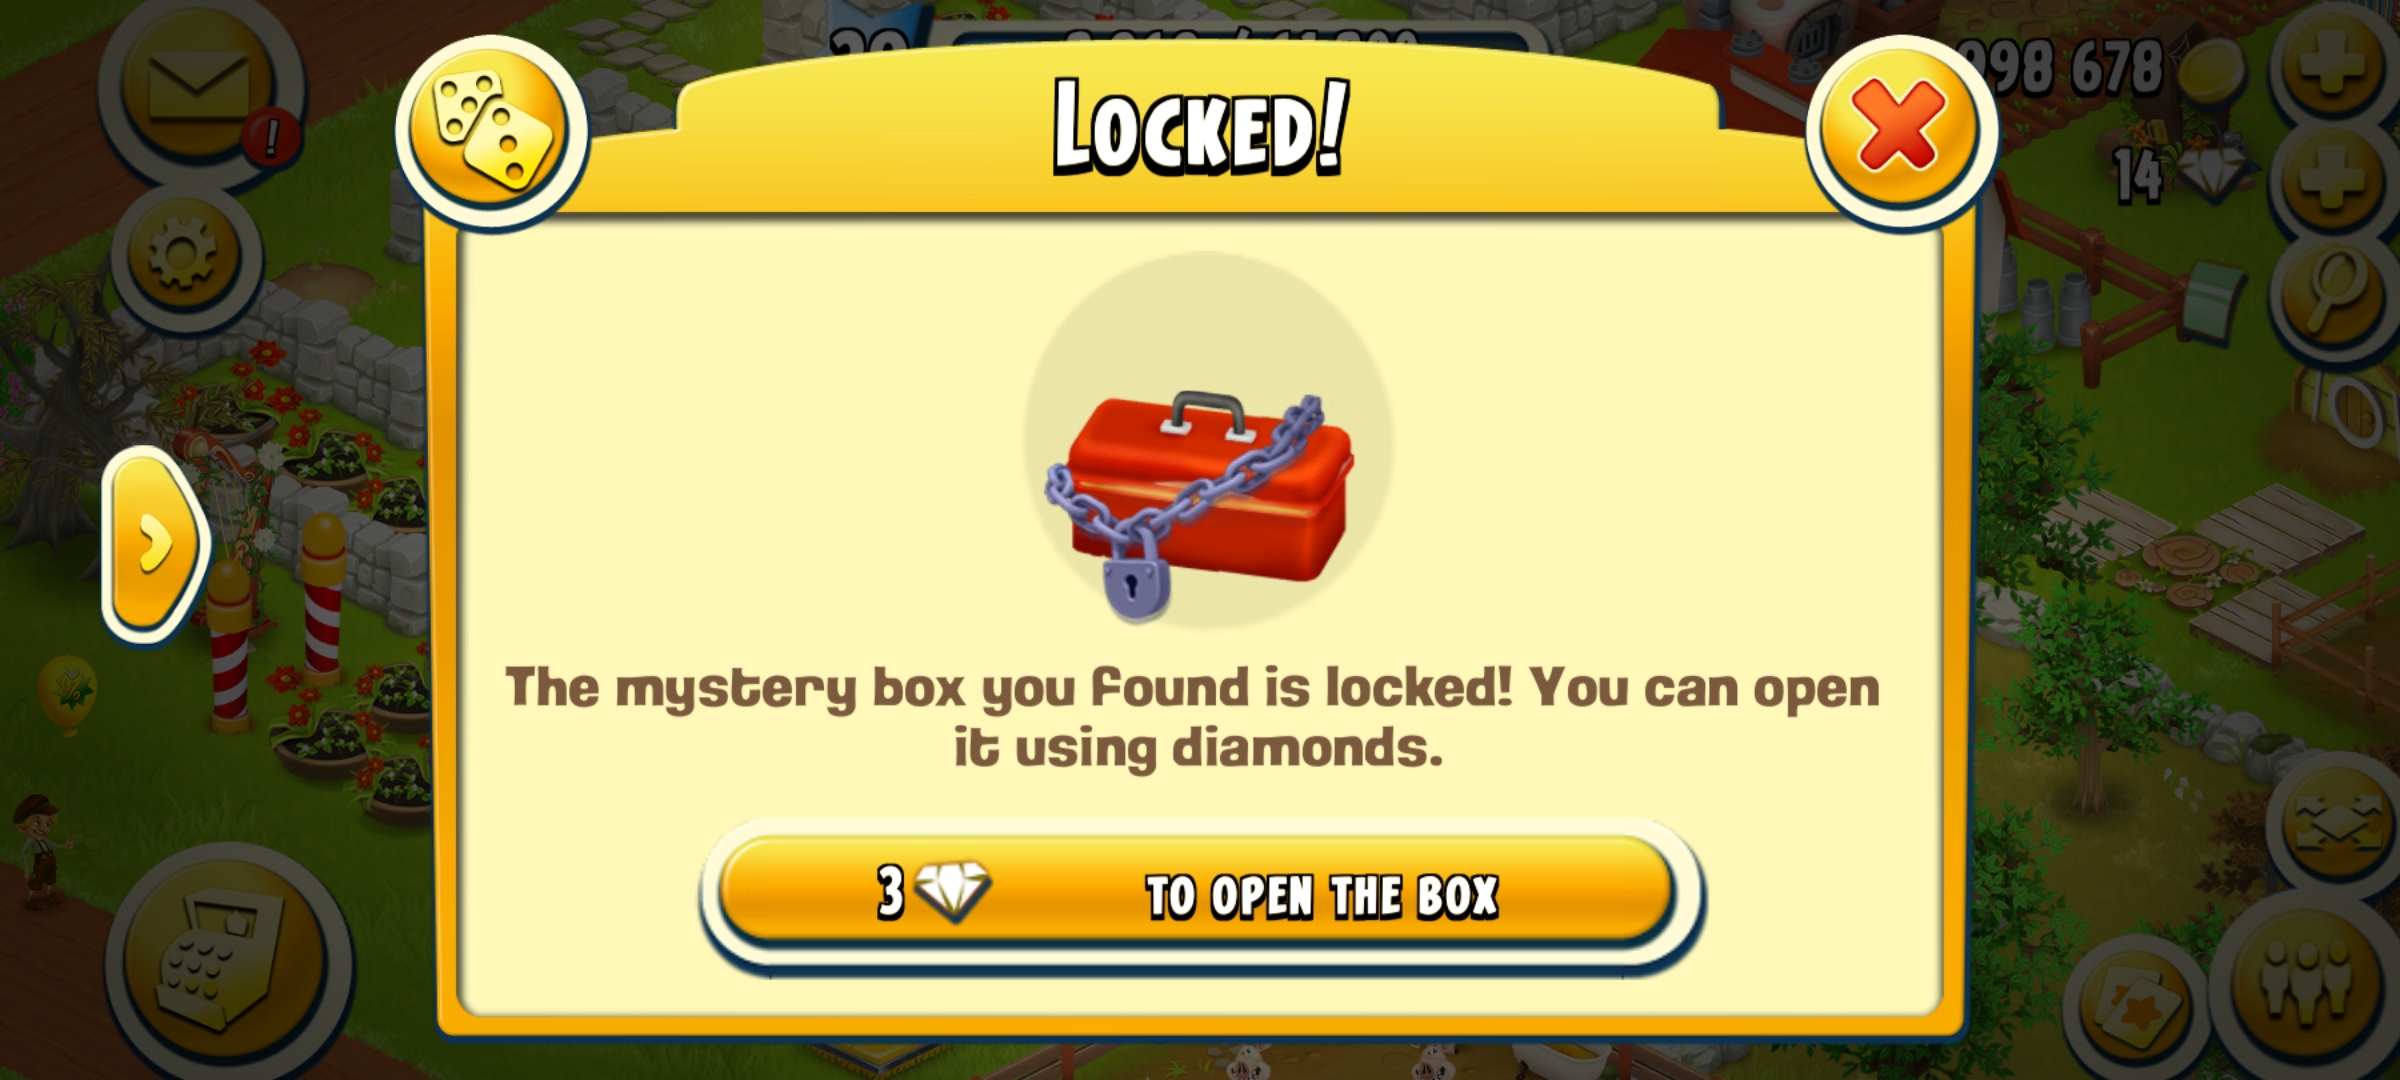 LOCKED!
998 678
14
!
The mystery box you found is locked! You can open
it using diamonds.
3 TO OPEN THE BOX